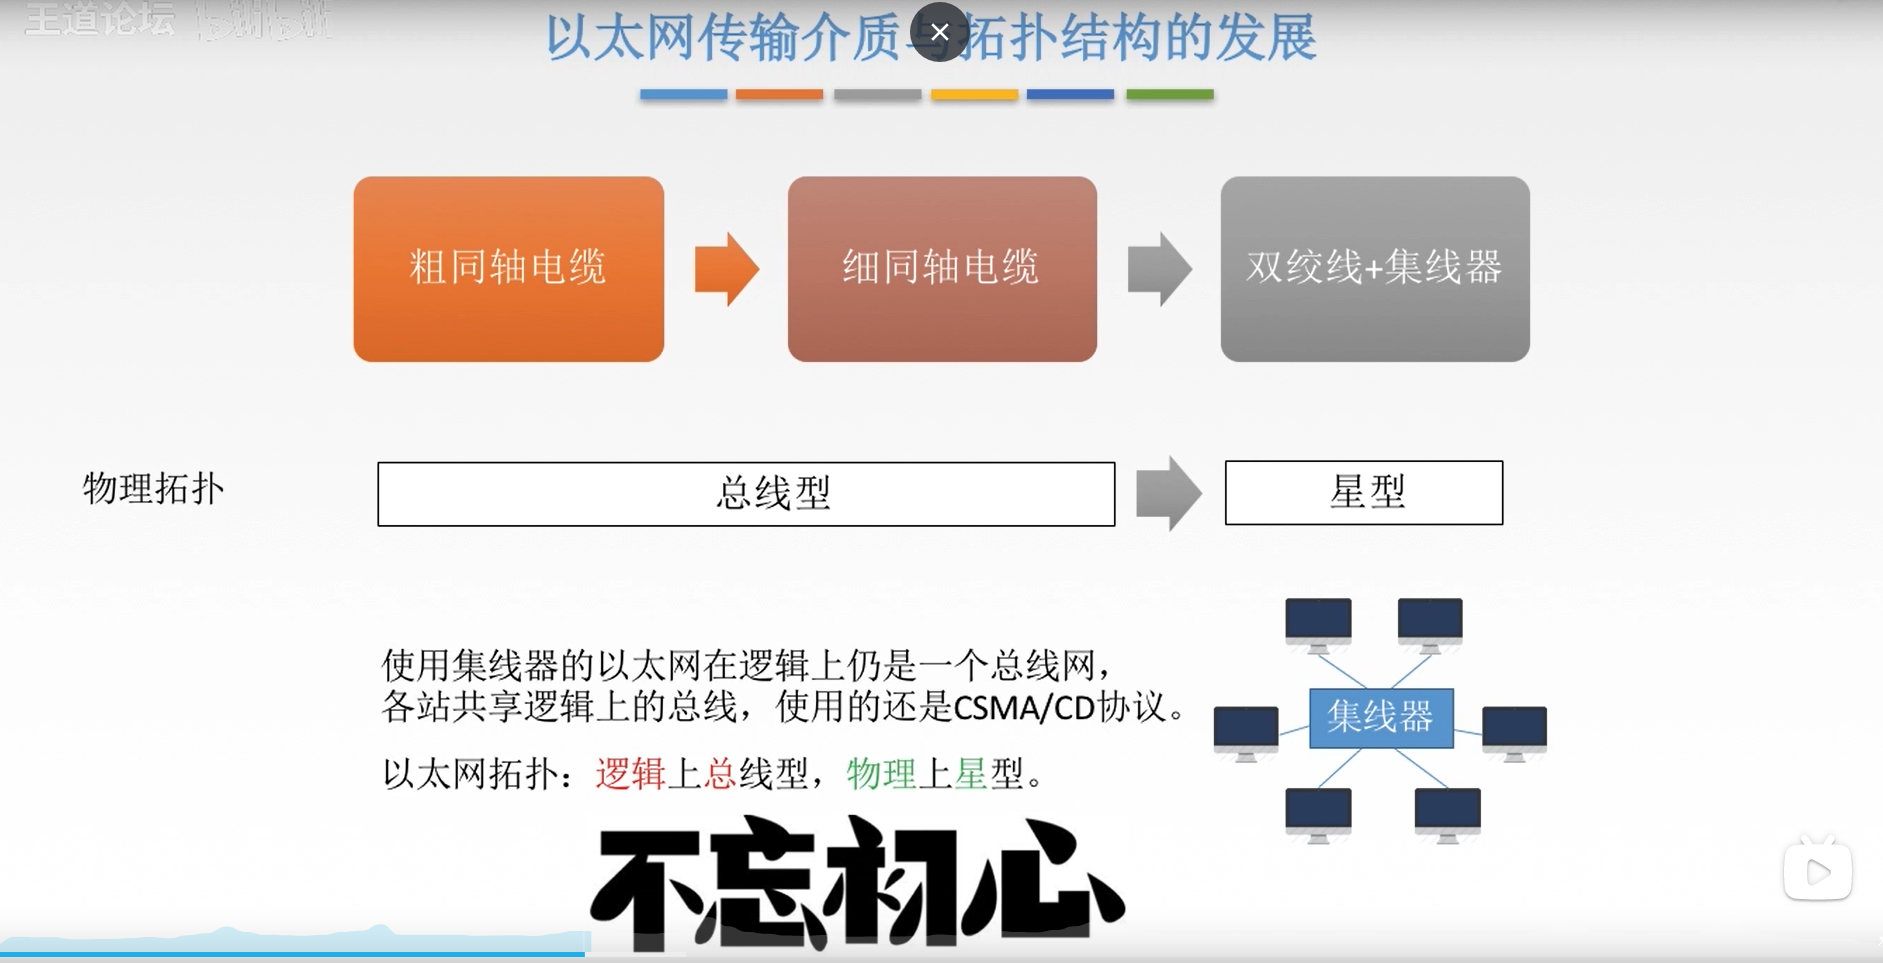 王道论坛 bilibili
以太网传输介质与拓扑结构的发展
粗同轴电缆
细同轴电缆
双绞线+集线器
物理拓扑
总线型
星型
使用集线器的以太网在逻辑上仍是一个总线网，
各站共享逻辑上的总线，使用的还是CSMA/CD协议。
集线器
以太网拓扑：逻辑上总线型，物理上星型。
不忘初心